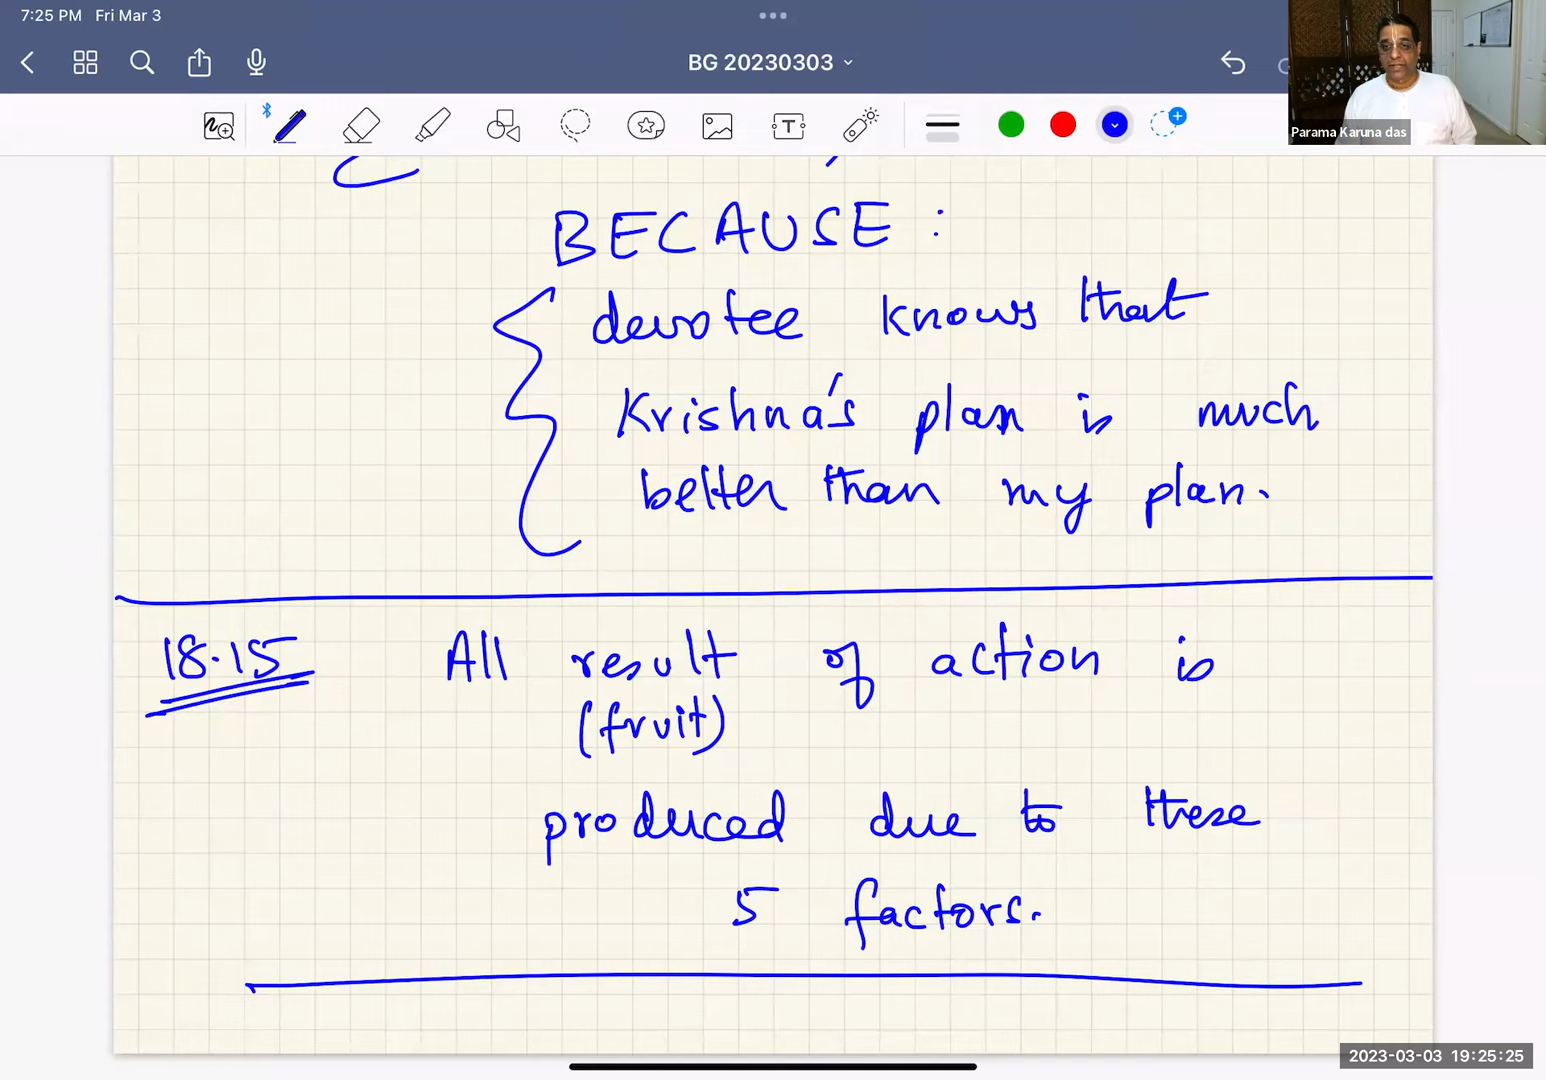 7:25 PM Fri Mar 3
BG 20230303
Parama Karuna das
BECAUSE :
devotee knows that
Krishna's plan is much
better than my plan.
18.15 All result of action is
(fruit)
produced due to these
5 factors.
2023-03-03 19:25:25